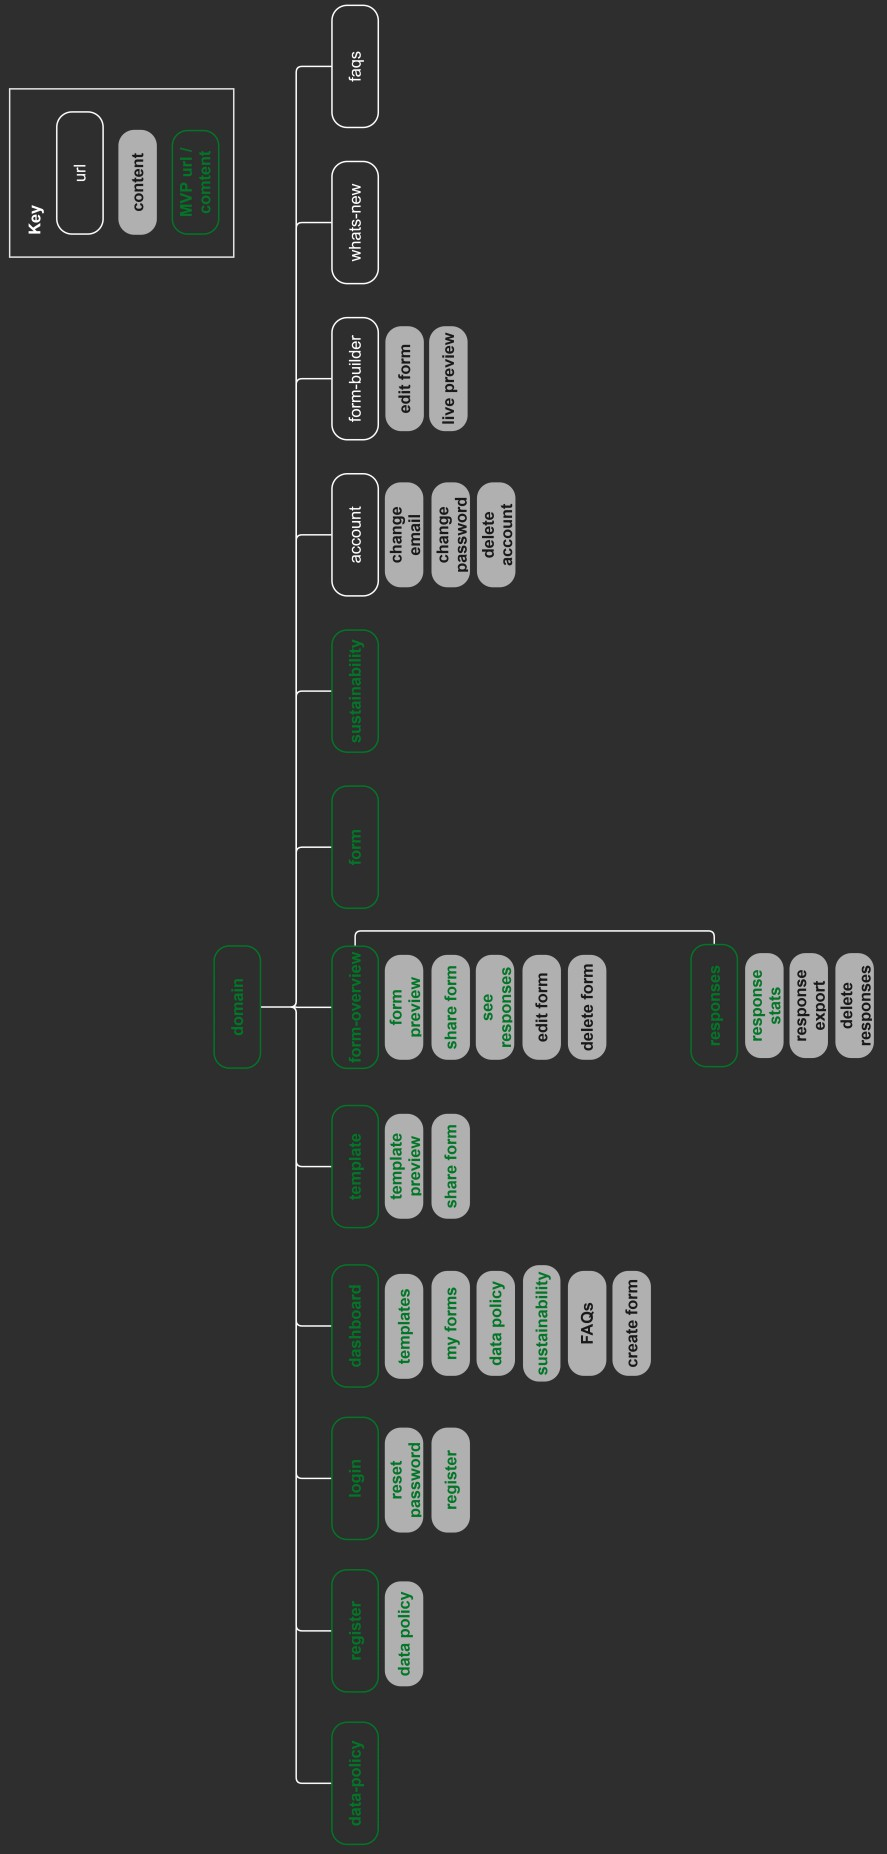 Key
url
content
MVP url /
comtent
domain
data-policy
register
data policy
login
reset
password
register
dashboard
templates
my forms
data policy
sustainability
FAQs
create form
template
template
preview
share form
form-overview
form
preview
share form
see
responses
edit form
delete form
responses
response
stats
response
export
delete
responses
form
sustainability
account
change
email
change
password
delete
account
form-builder
edit form
live preview
whats-new
faqs